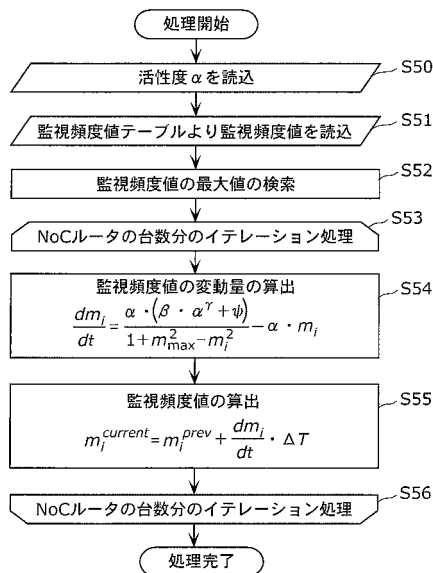 処理開始
活性度αを読込
S50
監視頻度値テーブルより監視頻度値を読込
S51
監視頻度値の最大値の検索
S52
NoCルータの台数分のイテレーション処理
S53
監視頻度値の変動量の算出
S54
dm_i/dt = α・(β・α^γ+ψ)/(1+m_max^2−m_i^2) − α・m_i
監視頻度値の算出
S55
m_i^current = m_i^prev + dm_i/dt・ΔT
NoCルータの台数分のイテレーション処理
S56
処理完了